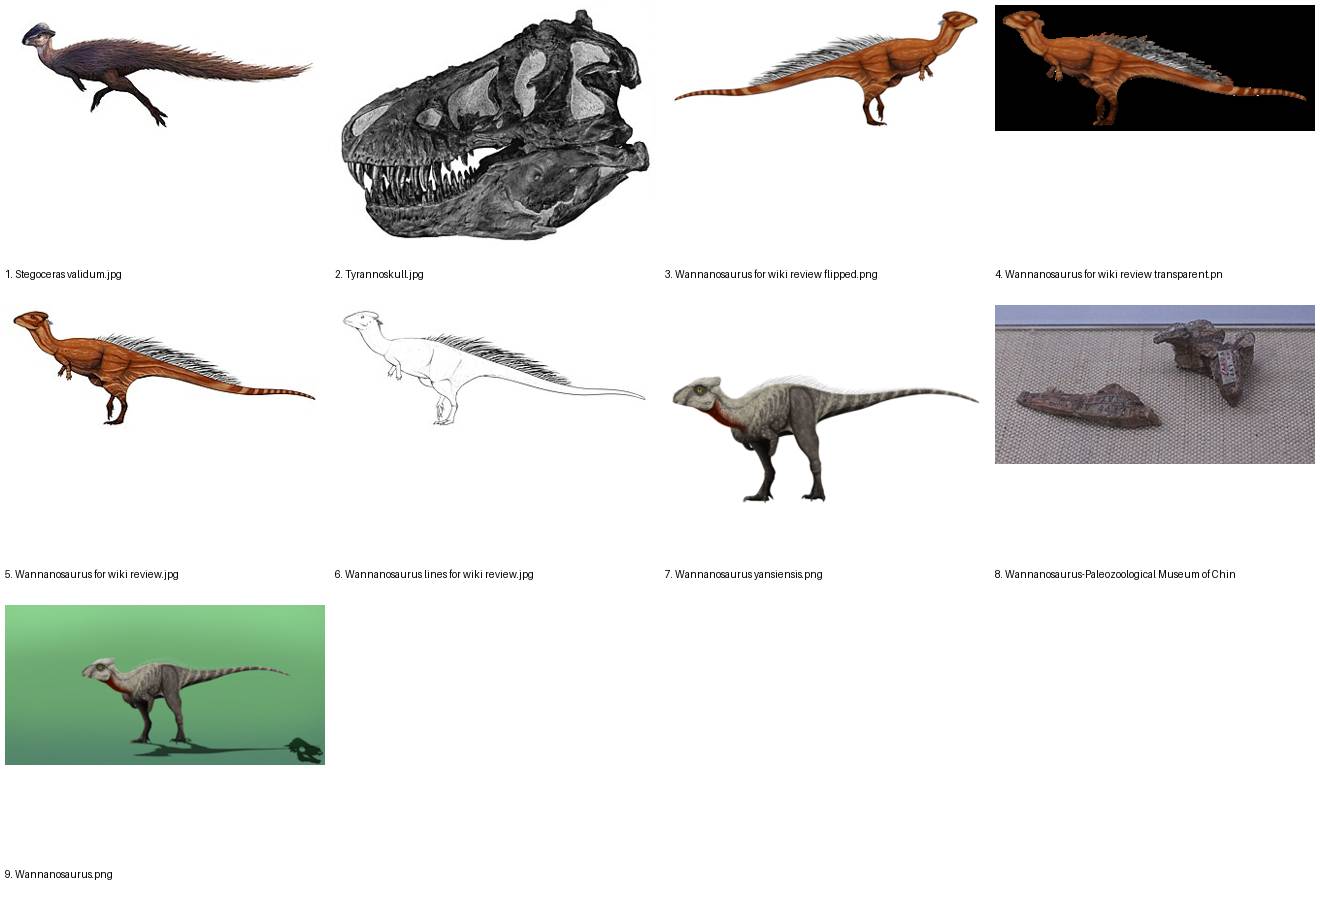 1. Stegoceras validum.jpg
2. Tyrannoskull.jpg
3. Wannanosaurus for wiki review flipped.png
4. Wannanosaurus for wiki review transparent.pn
5. Wannanosaurus for wiki review.jpg
6. Wannanosaurus lines for wiki review.jpg
7. Wannanosaurus yansiensis.png
8. Wannanosaurus-Paleozoological Museum of Chin
9. Wannanosaurus.png